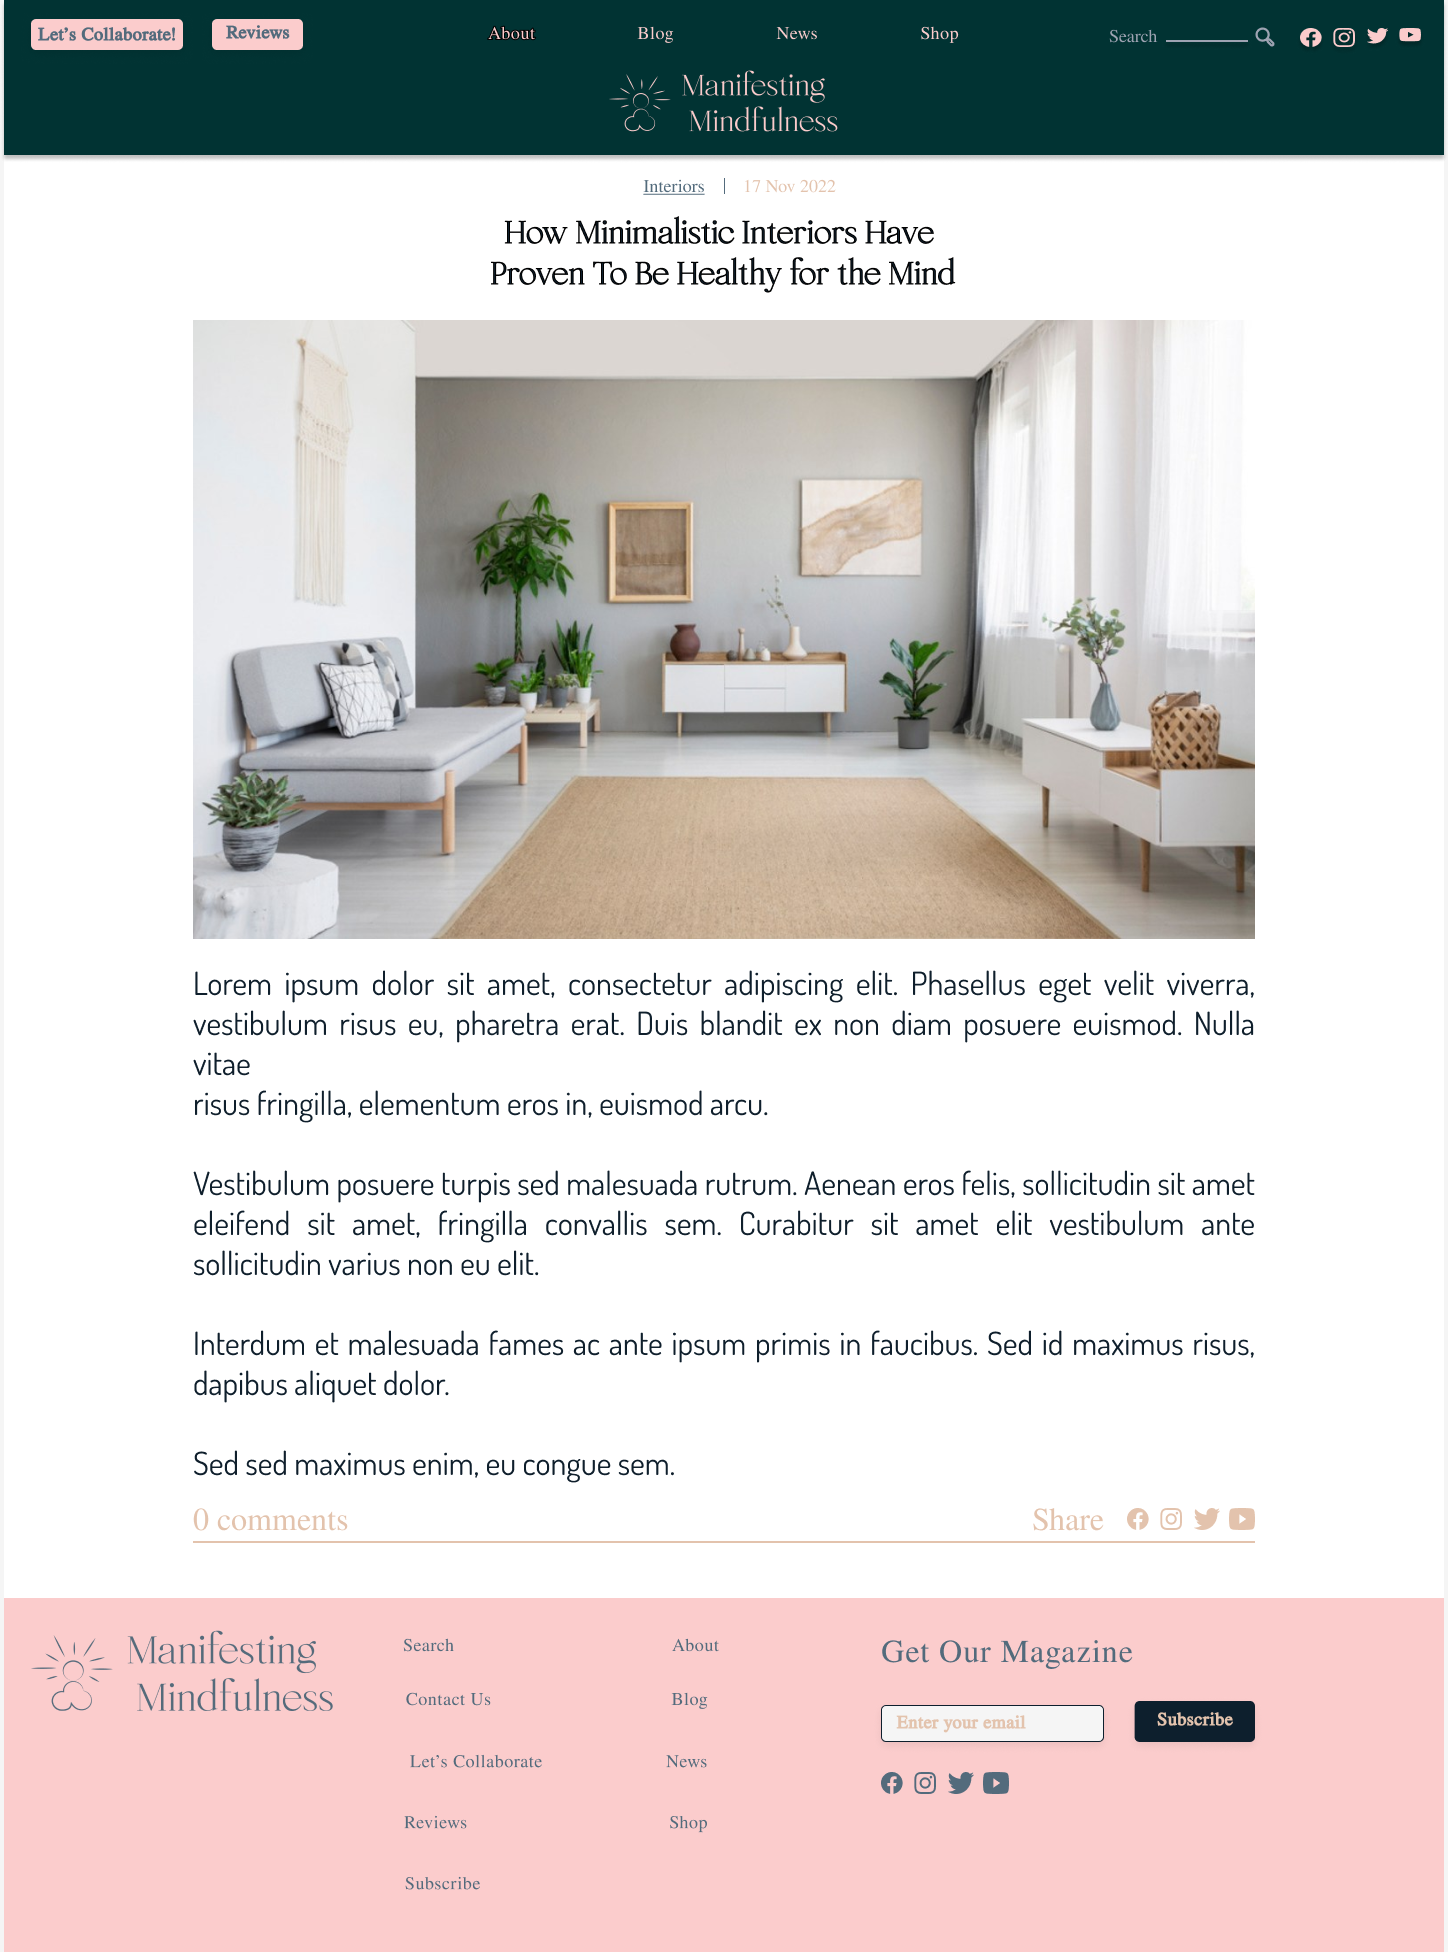 Let's Collaborate!
Reviews
About
Blog
News
Shop
Search
Manifesting
Mindfulness
Interiors | 17 Nov 2022
How Minimalistic Interiors Have
Proven To Be Healthy for the Mind
Lorem ipsum dolor sit amet, consectetur adipiscing elit. Phasellus eget velit viverra,
vestibulum risus eu, pharetra erat. Duis blandit ex non diam posuere euismod. Nulla
vitae
risus fringilla, elementum eros in, euismod arcu.
Vestibulum posuere turpis sed malesuada rutrum. Aenean eros felis, sollicitudin sit amet
eleifend sit amet, fringilla convallis sem. Curabitur sit amet elit vestibulum ante
sollicitudin varius non eu elit.
Interdum et malesuada fames ac ante ipsum primis in faucibus. Sed id maximus risus,
dapibus aliquet dolor.
Sed sed maximus enim, eu congue sem.
0 comments
Share
Manifesting
Mindfulness
Search
Contact Us
Let's Collaborate
Reviews
Subscribe
About
Blog
News
Shop
Get Our Magazine
Enter your email
Subscribe